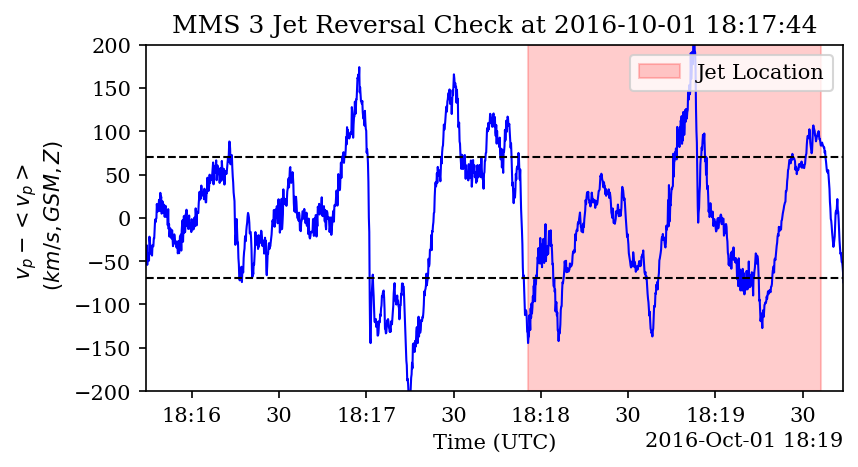 MMS 3 Jet Reversal Check at 2016-10-01 18:17:44
Jet Location
v_p − < v_p >
(km/s, GSM, Z)
200
150
100
50
0
−50
−100
−150
−200
18:16 30 18:17 30 18:18 30 18:19 30
Time (UTC) 2016-Oct-01 18:19